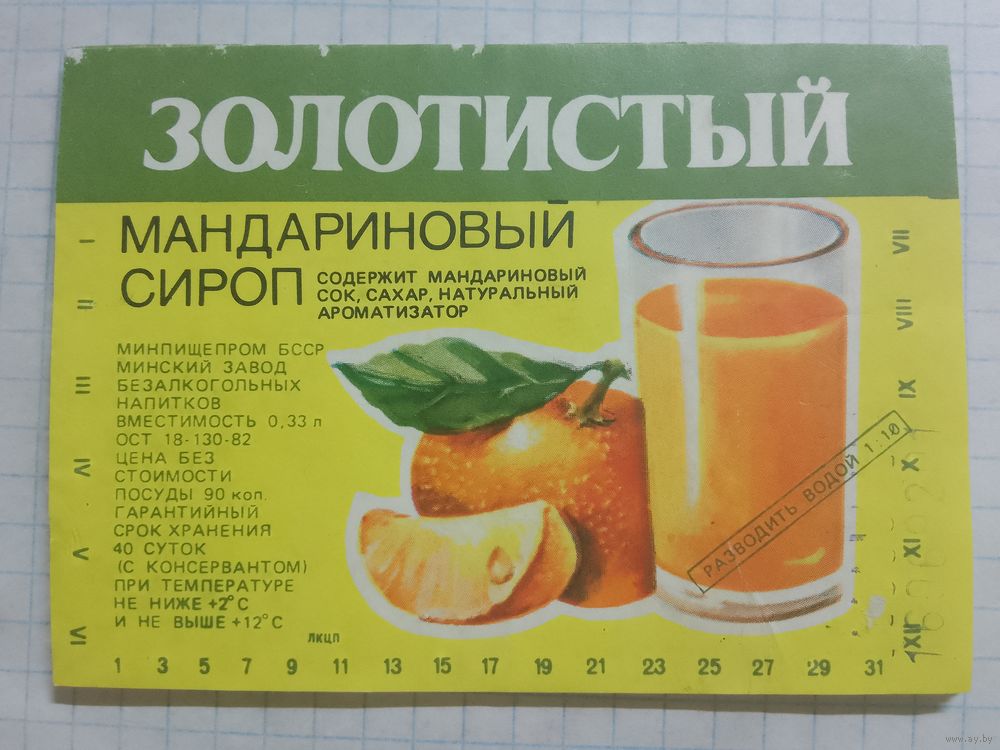 ЗОЛОТИСТЫЙ
МАНДАРИНОВЫЙ
СИРОП
СОДЕРЖИТ МАНДАРИНОВЫЙ
СОК, САХАР, НАТУРАЛЬНЫЙ
АРОМАТИЗАТОР
МИНПИЩЕПРОМ БССР
МИНСКИЙ ЗАВОД
БЕЗАЛКОГОЛЬНЫХ
НАПИТКОВ
ВМЕСТИМОСТЬ 0,33 л
ОСТ 18-130-82
ЦЕНА БЕЗ
СТОИМОСТИ
ПОСУДЫ 90 коп.
ГАРАНТИЙНЫЙ
СРОК ХРАНЕНИЯ
40 СУТОК
(С КОНСЕРВАНТОМ)
ПРИ ТЕМПЕРАТУРЕ
НЕ НИЖЕ +2°С
И НЕ ВЫШЕ +12°С
ЛКЦП
РАЗВОДИТЬ ВОДОЙ 1:10
I
II
III
IV
V
VI
VII
VIII
IX
X
XI
XII
1 3 5 7 9 11 13 15 17 19 21 23 25 27 29 31
www.ay.by